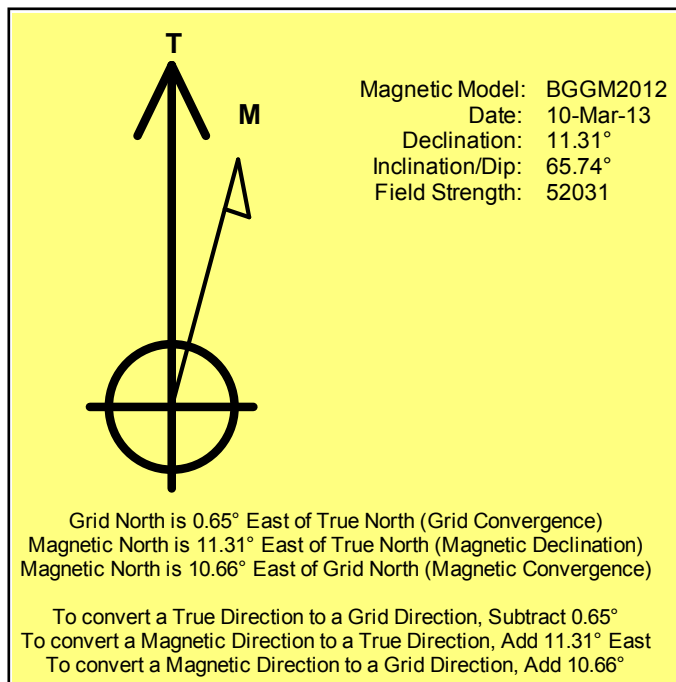 T
M
Magnetic Model: BGGM2012
Date: 10-Mar-13
Declination: 11.31°
Inclination/Dip: 65.74°
Field Strength: 52031
Grid North is 0.65° East of True North (Grid Convergence)
Magnetic North is 11.31° East of True North (Magnetic Declination)
Magnetic North is 10.66° East of Grid North (Magnetic Convergence)
To convert a True Direction to a Grid Direction, Subtract 0.65°
To convert a Magnetic Direction to a True Direction, Add 11.31° East
To convert a Magnetic Direction to a Grid Direction, Add 10.66°